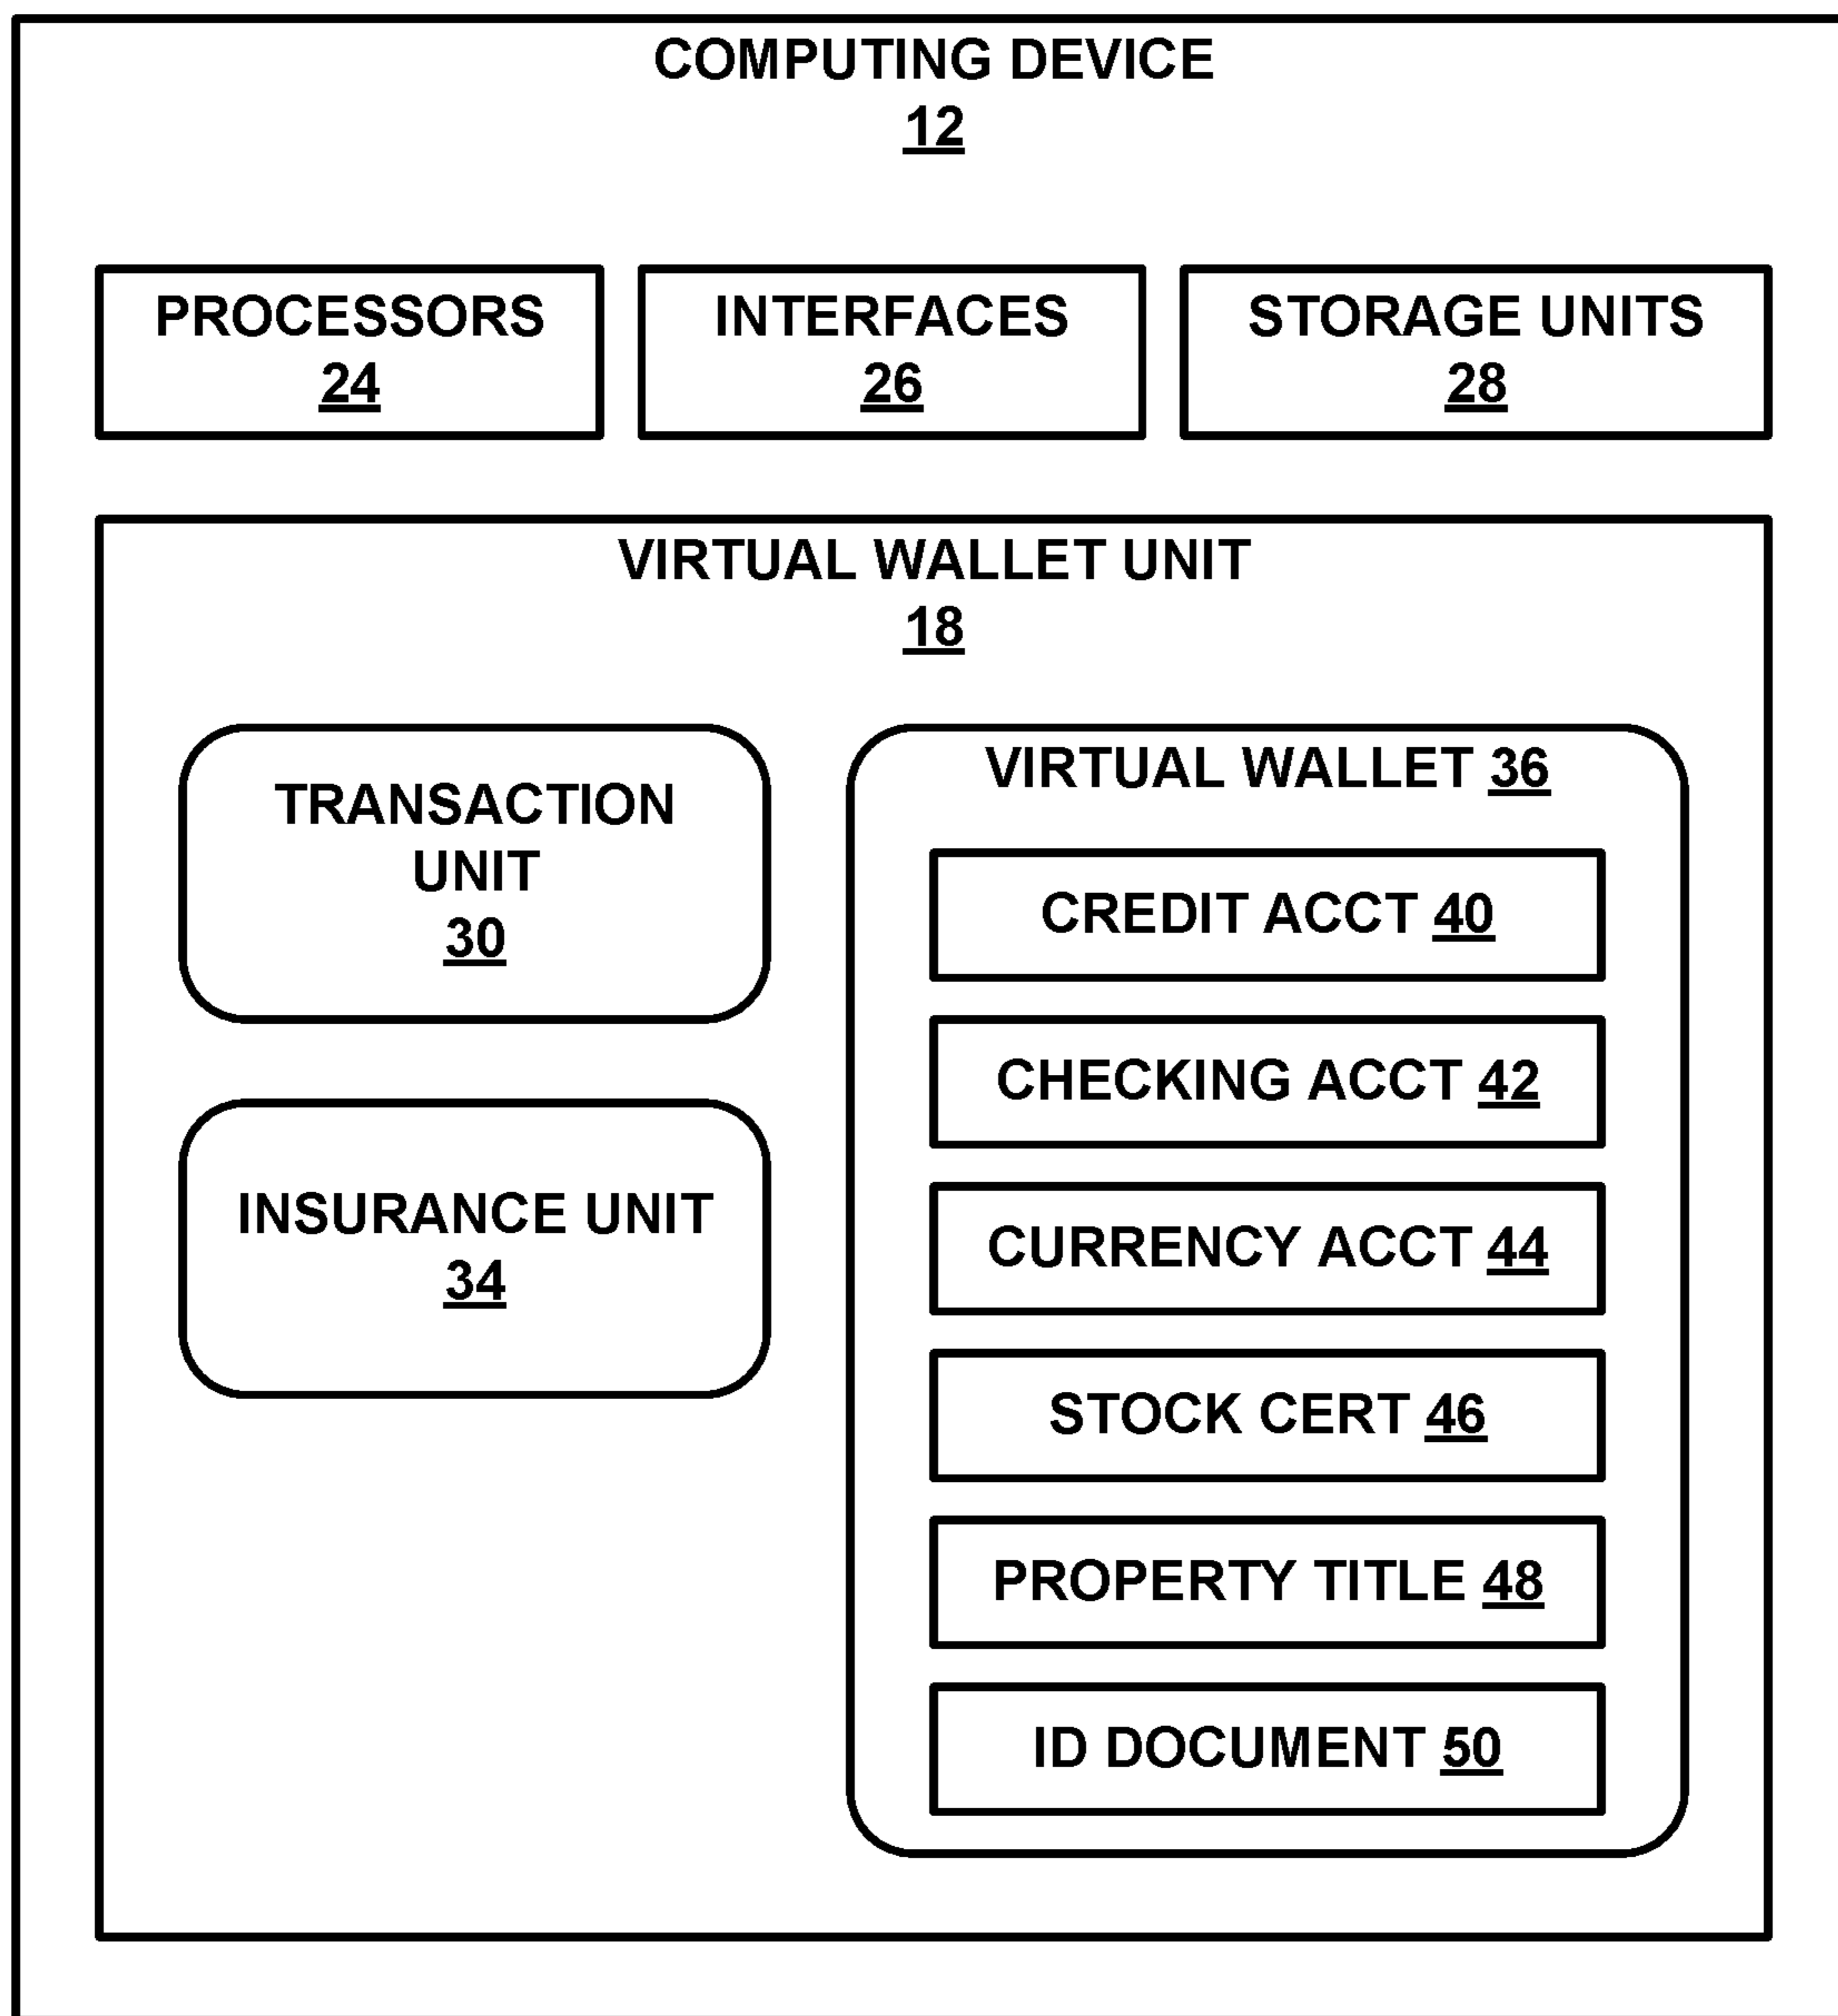 COMPUTING DEVICE
12
PROCESSORS
24
INTERFACES
26
STORAGE UNITS
28
VIRTUAL WALLET UNIT
18
TRANSACTION
UNIT
30
INSURANCE UNIT
34
VIRTUAL WALLET 36
CREDIT ACCT 40
CHECKING ACCT 42
CURRENCY ACCT 44
STOCK CERT 46
PROPERTY TITLE 48
ID DOCUMENT 50